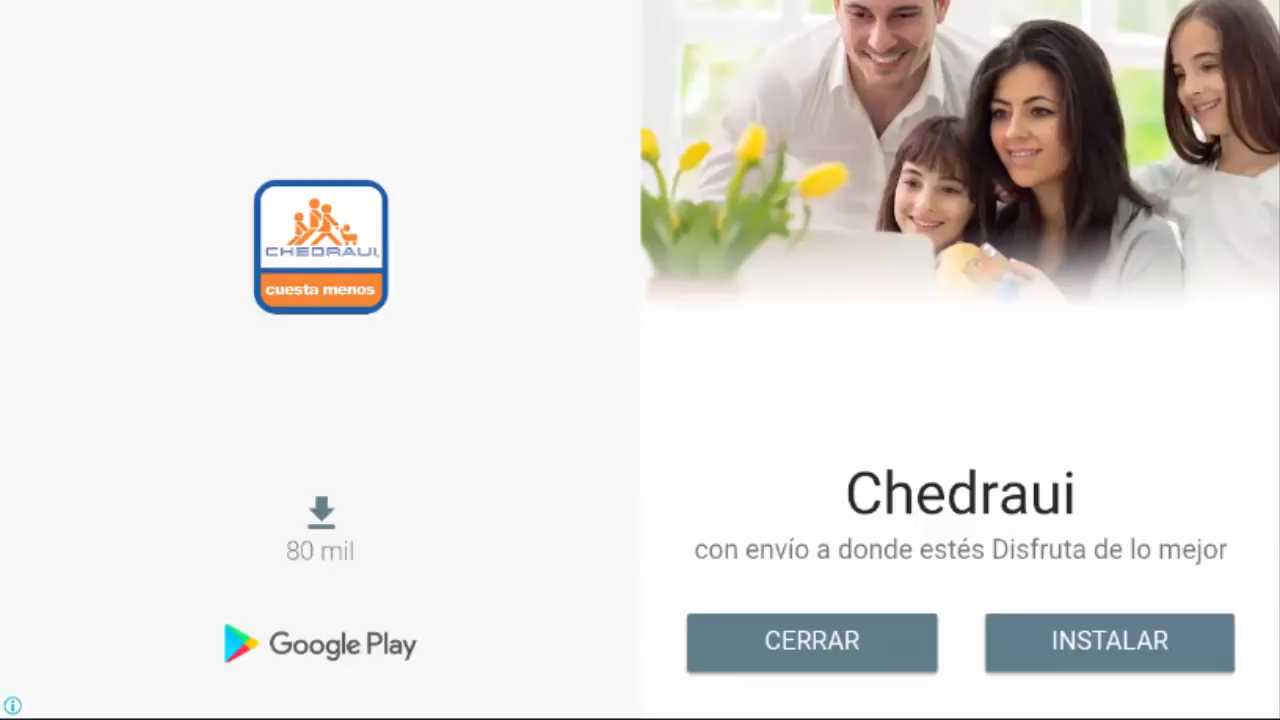 CHEDRAUI
cuesta menos
80 mil
Google Play
Chedraui
con envío a donde estés Disfruta de lo mejor
CERRAR
INSTALAR